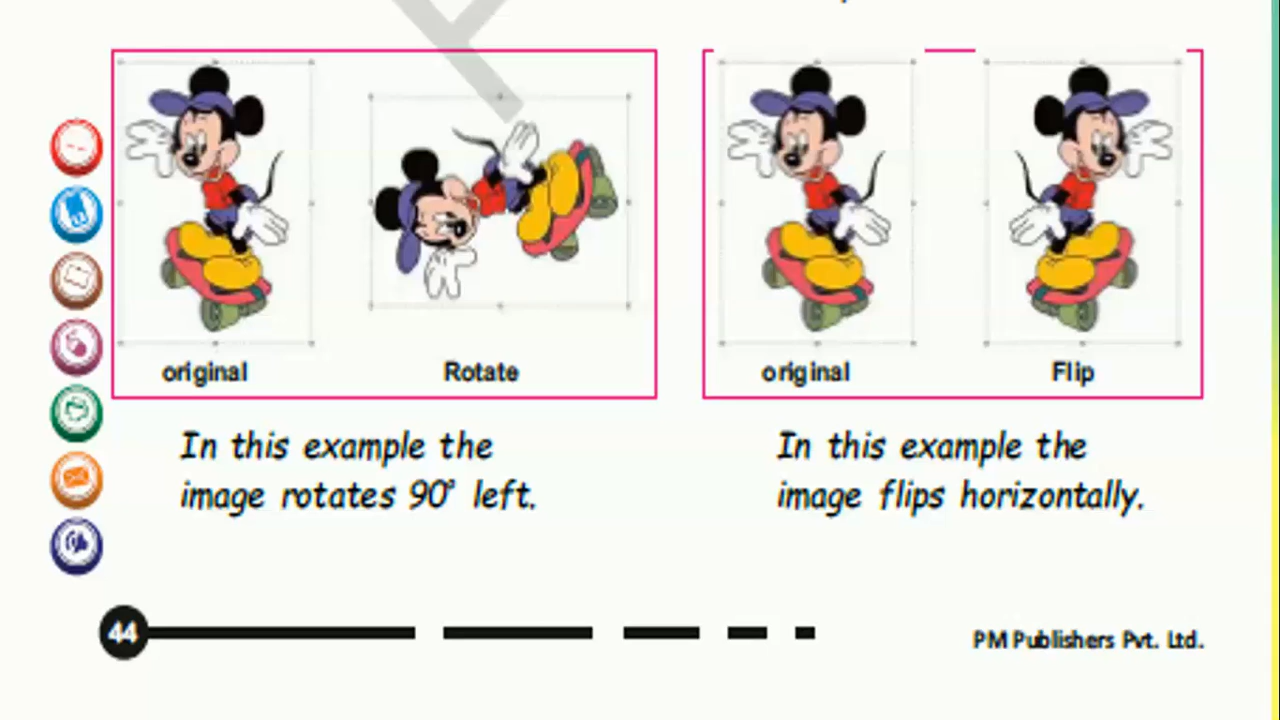 original Rotate
original Flip
In this example the
image rotates 90° left.
In this example the
image flips horizontally.
44
PM Publishers Pvt. Ltd.